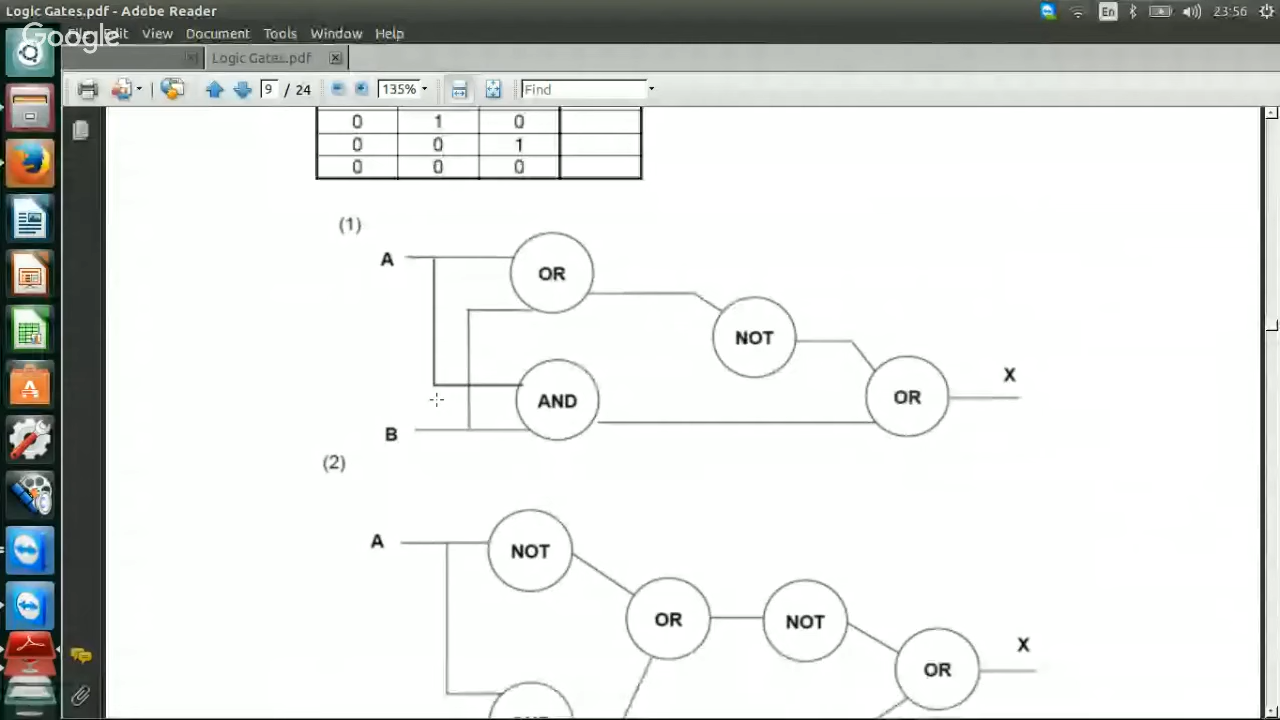 Logic Gates.pdf - Adobe Reader
En
23:56
Google
Edit View Document Tools Window Help
Logic Gates.pdf
9 / 24
135%
Find
0 1 0
0 0 1
0 0 0
(1)
A
OR
NOT
X
AND
OR
B
(2)
A
NOT
OR
NOT
X
OR